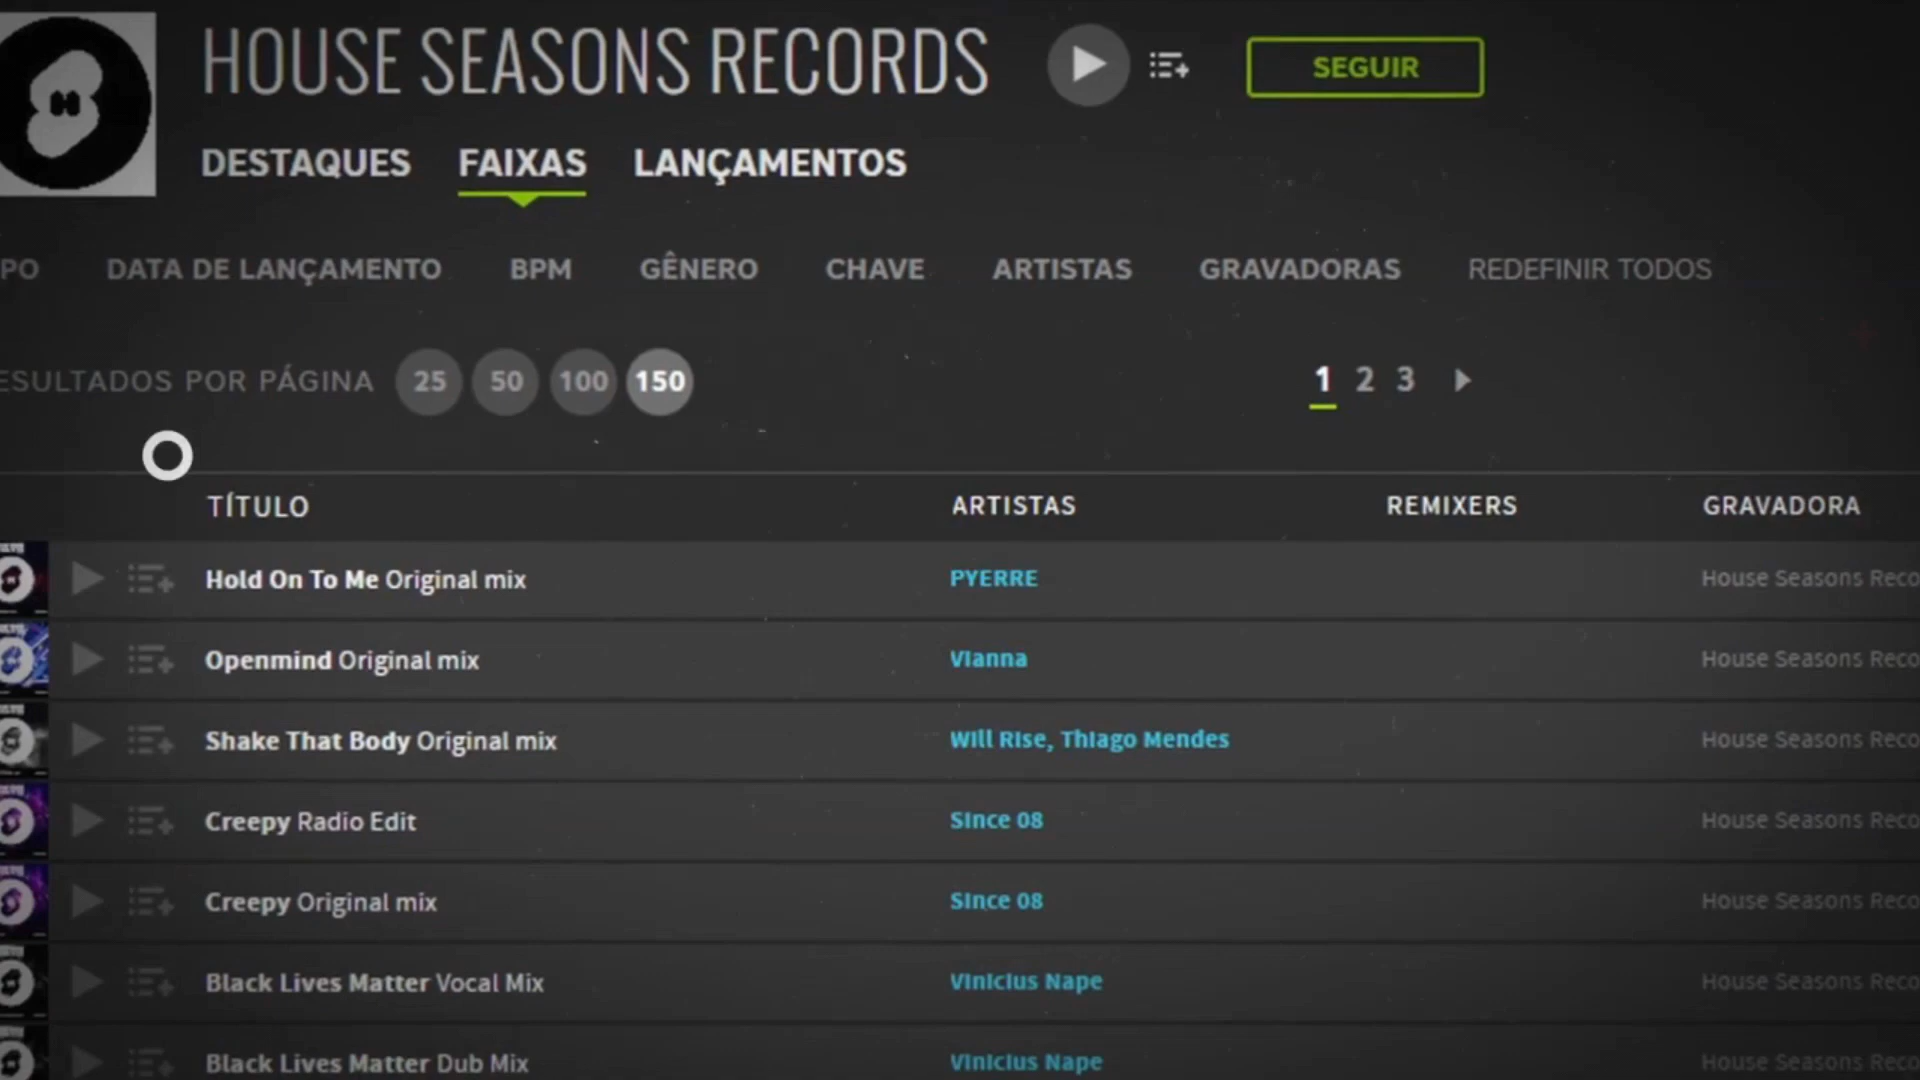 HOUSE SEASONS RECORDS
SEGUIR
DESTAQUES FAIXAS LANÇAMENTOS
PO DATA DE LANÇAMENTO BPM GÊNERO CHAVE ARTISTAS GRAVADORAS REDEFINIR TODOS
ESULTADOS POR PÁGINA 25 50 100 150 1 2 3
TÍTULO ARTISTAS REMIXERS GRAVADORA
Hold On To Me Original mix PYERRE House Seasons Reco
Openmind Original mix Vianna House Seasons Reco
Shake That Body Original mix Will Rise, Thiago Mendes House Seasons Reco
Creepy Radio Edit Since 08 House Seasons Reco
Creepy Original mix Since 08 House Seasons Reco
Black Lives Matter Vocal Mix Vinicius Nape House Seasons Reco
Black Lives Matter Dub Mix Vinicius Nape House Seasons Reco